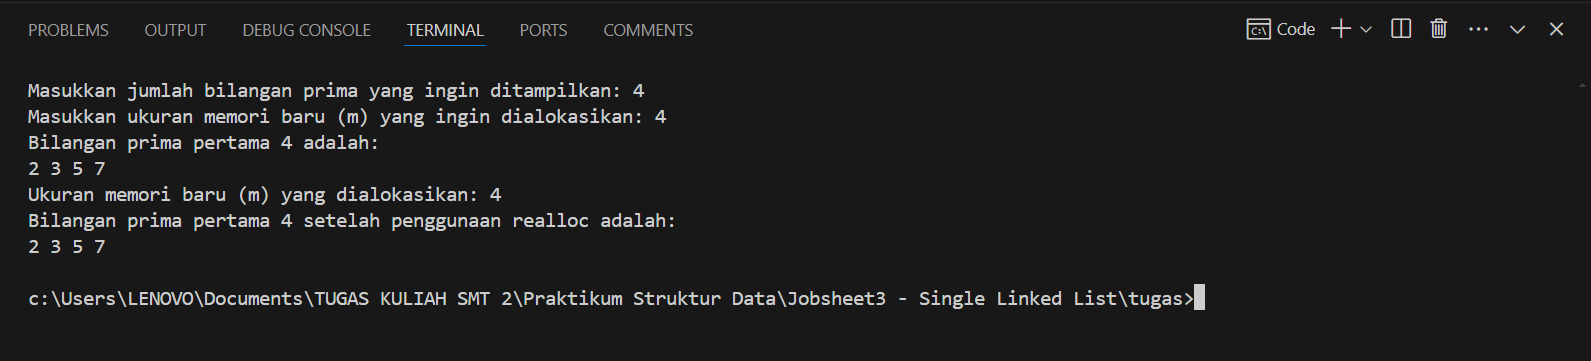 PROBLEMS OUTPUT DEBUG CONSOLE TERMINAL PORTS COMMENTS Code
Masukkan jumlah bilangan prima yang ingin ditampilkan: 4
Masukkan ukuran memori baru (m) yang ingin dialokasikan: 4
Bilangan prima pertama 4 adalah:
2 3 5 7
Ukuran memori baru (m) yang dialokasikan: 4
Bilangan prima pertama 4 setelah penggunaan realloc adalah:
2 3 5 7
c:\Users\LENOVO\Documents\TUGAS KULIAH SMT 2\Praktikum Struktur Data\Jobsheet3 - Single Linked List\tugas>